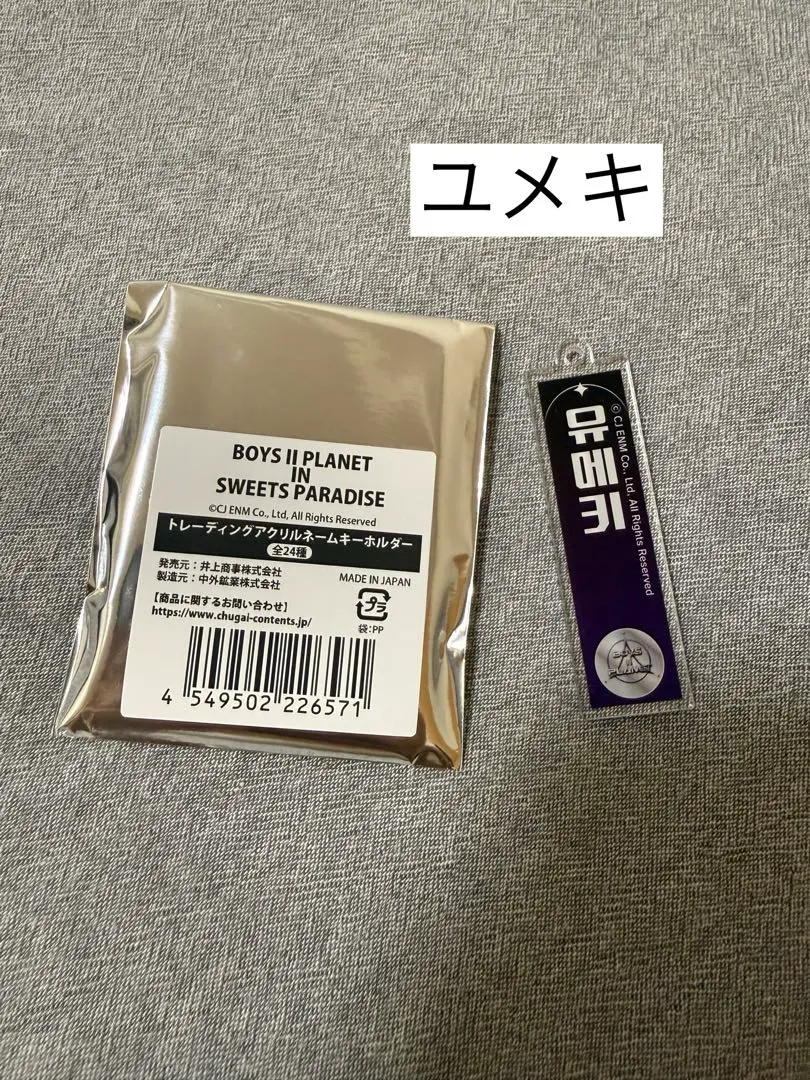 ユメキ
BOYS II PLANET
IN
SWEETS PARADISE
©CJ ENM Co., Ltd, All Rights Reserved
トレーディングアクリルネームキーホルダー
全24種
発売元：井上商事株式会社
製造元：中外鉱業株式会社
MADE IN JAPAN
【商品に関するお問い合わせ】
https://www.chugai-contents.jp/
プラ
袋:PP
4 549502 226571
유메키
© CJ ENM Co., Ltd, All Rights Reserved
BOYS
II
PLANET